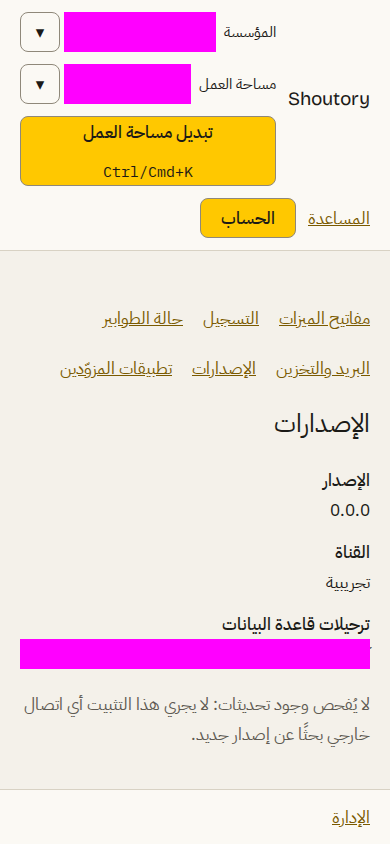 Shoutory
المؤسسة
▼
مساحة العمل
▼
تبديل مساحة العمل
Ctrl/Cmd+K
المساعدة
الحساب
مفاتيح الميزات التسجيل حالة الطوابير
البريد والتخزين الإصدارات تطبيقات المزوّدين
الإصدارات
الإصدار
0.0.0
القناة
تجريبية
ترحيلات قاعدة البيانات
لا يُفحص وجود تحديثات: لا يجري هذا التثبيت أي اتصال
خارجي بحثًا عن إصدار جديد.
الإدارة